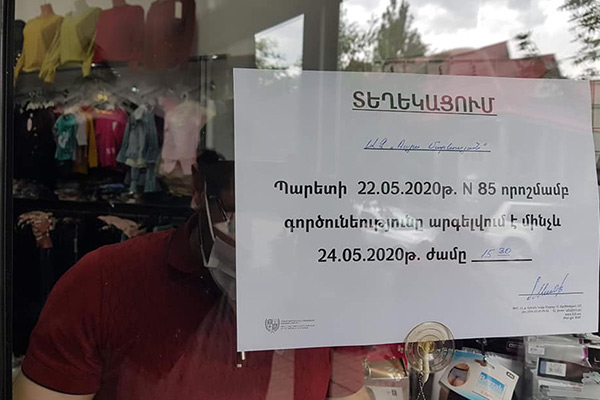 ՏԵՂԵԿԱՑՈՒՄ
Պարետի 22.05.2020թ. N 85 որոշմամբ
գործունեությունը արգելվում է մինչև
24.05.2020թ. ժամը 15 30